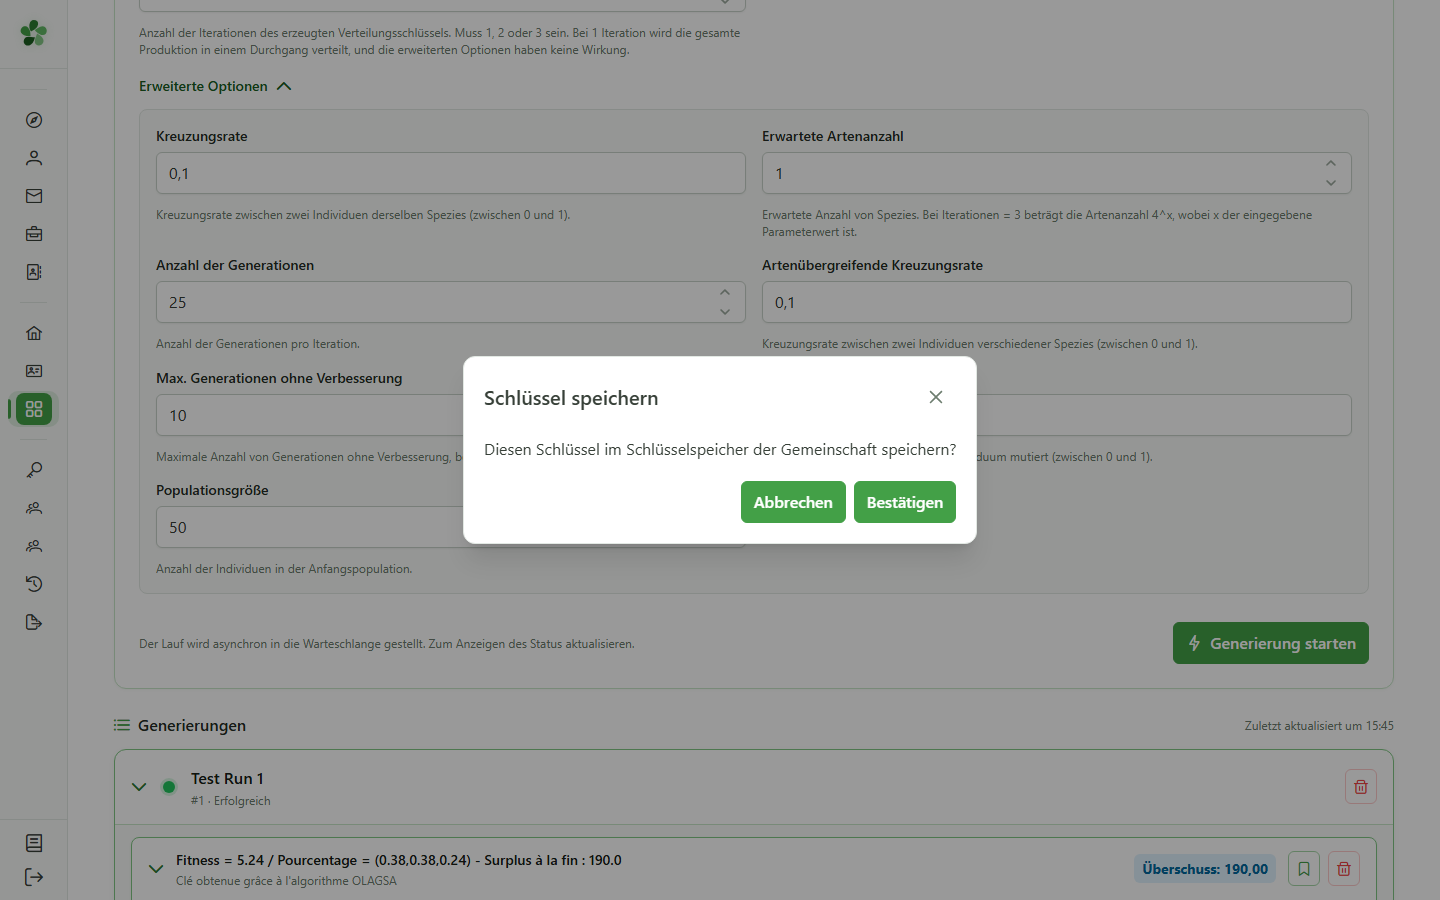 Anzahl der Iterationen des erzeugten Verteilungsschlüssels. Muss 1, 2 oder 3 sein. Bei 1 Iteration wird die gesamte
Produktion in einem Durchgang verteilt, und die erweiterten Optionen haben keine Wirkung.
Erweiterte Optionen
Kreuzungsrate
0,1
Kreuzungsrate zwischen zwei Individuen derselben Spezies (zwischen 0 und 1).
Erwartete Artenanzahl
1
Erwartete Anzahl von Spezies. Bei Iterationen = 3 beträgt die Artenanzahl 4^x, wobei x der eingegebene
Parameterwert ist.
Anzahl der Generationen
25
Anzahl der Generationen pro Iteration.
Artenübergreifende Kreuzungsrate
0,1
Kreuzungsrate zwischen zwei Individuen verschiedener Spezies (zwischen 0 und 1).
Max. Generationen ohne Verbesserung
10
Maximale Anzahl von Generationen ohne Verbesserung,
mutiert (zwischen 0 und 1).
Populationsgröße
50
Anzahl der Individuen in der Anfangspopulation.
Schlüssel speichern
Diesen Schlüssel im Schlüsselspeicher der Gemeinschaft speichern?
Abbrechen
Bestätigen
Der Lauf wird asynchron in die Warteschlange gestellt. Zum Anzeigen des Status aktualisieren.
Generierung starten
Generierungen
Zuletzt aktualisiert um 15:45
Test Run 1
#1 · Erfolgreich
Fitness = 5.24 / Pourcentage = (0.38,0.38,0.24) - Surplus à la fin : 190.0
Clé obtenue grâce à l'algorithme OLAGSA
Überschuss: 190,00